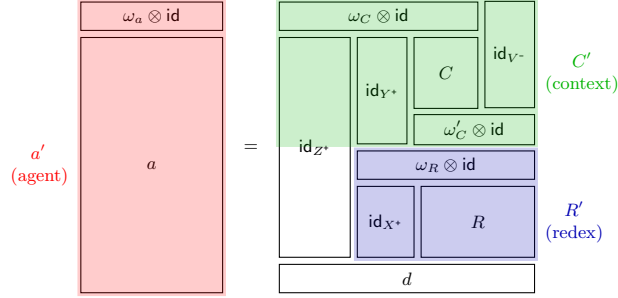 ω_a ⊗ id
ω_C ⊗ id
id_{V^-}
C
id_{Y^+}
C′
(context)
ω′_C ⊗ id
a′
(agent)
a
=
id_{Z^+}
ω_R ⊗ id
id_{X^+}
R
R′
(redex)
d